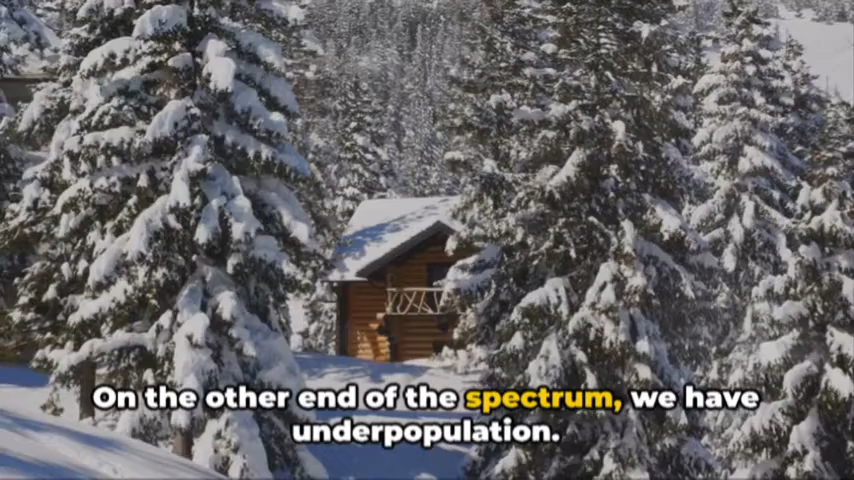 On the other end of the spectrum, we have
underpopulation.